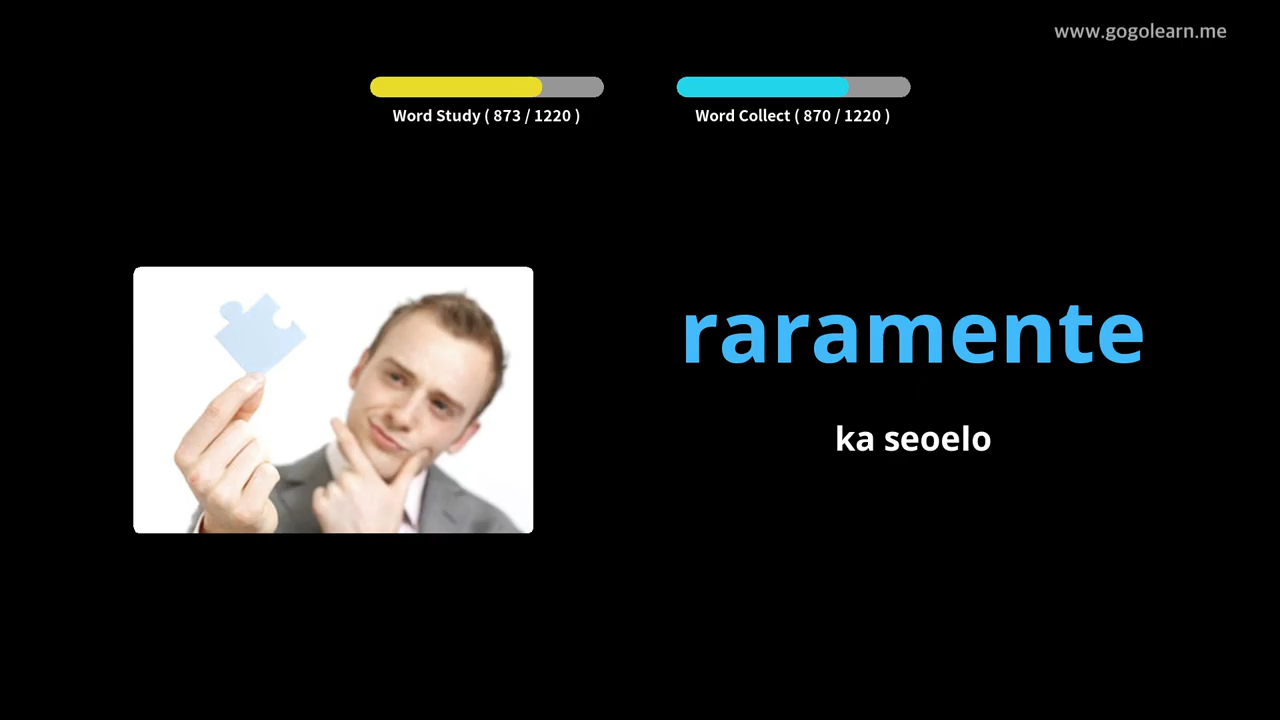 www.gogolearn.me
Word Study ( 873 / 1220 )
Word Collect ( 870 / 1220 )
raramente
ka seoelo